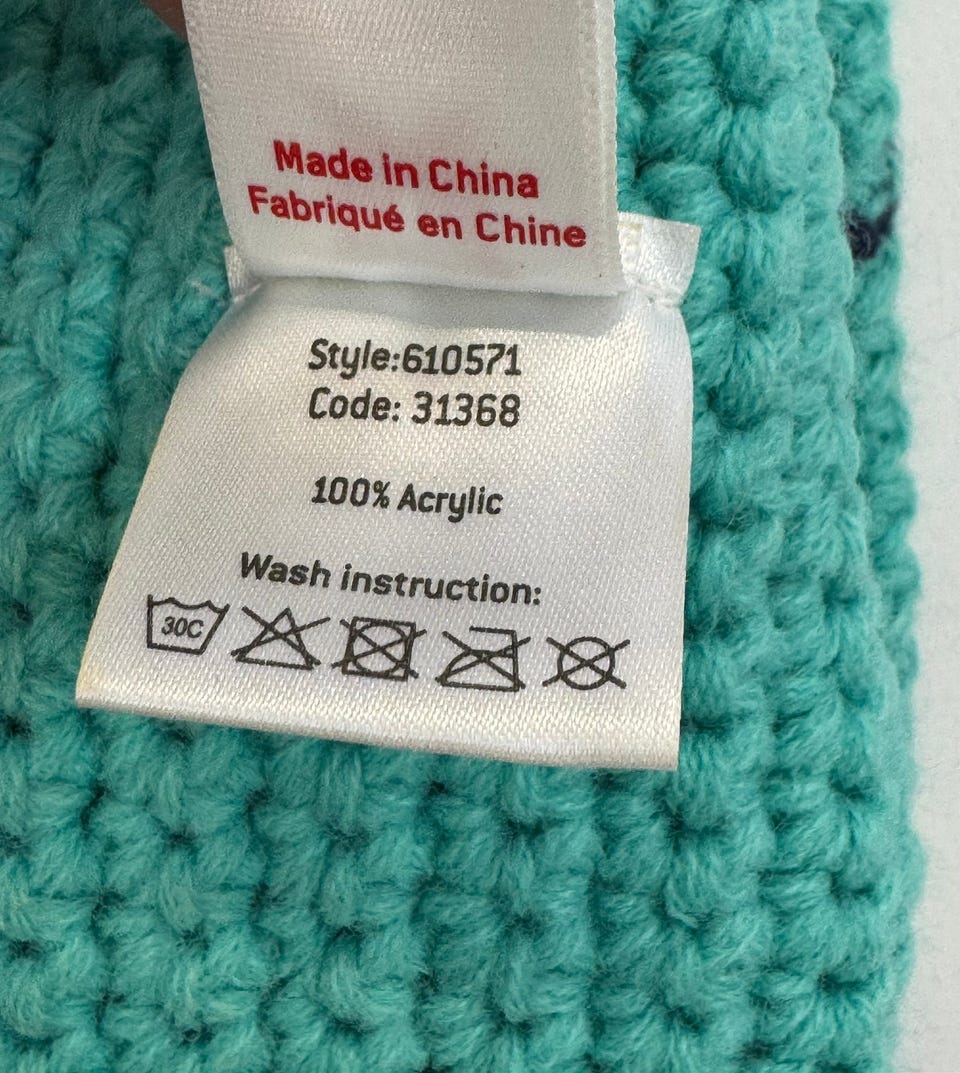 Made in China
Fabriqué en Chine
Style:610571
Code: 31368
100% Acrylic
Wash instruction:
30C